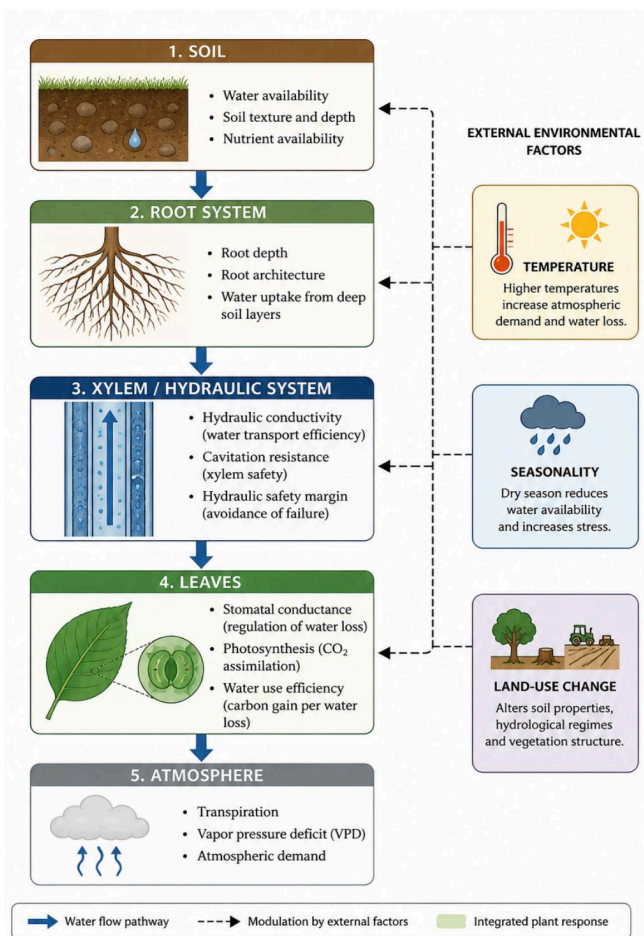 1. SOIL
• Water availability
• Soil texture and depth
• Nutrient availability
2. ROOT SYSTEM
• Root depth
• Root architecture
• Water uptake from deep
soil layers
3. XYLEM / HYDRAULIC SYSTEM
• Hydraulic conductivity
(water transport efficiency)
• Cavitation resistance
(xylem safety)
• Hydraulic safety margin
(avoidance of failure)
4. LEAVES
• Stomatal conductance
(regulation of water loss)
• Photosynthesis (CO₂
assimilation)
• Water use efficiency
(carbon gain per water
loss)
5. ATMOSPHERE
• Transpiration
• Vapor pressure deficit (VPD)
• Atmospheric demand
EXTERNAL ENVIRONMENTAL
FACTORS
TEMPERATURE
Higher temperatures
increase atmospheric
demand and water loss.
SEASONALITY
Dry season reduces
water availability
and increases stress.
LAND-USE CHANGE
Alters soil properties,
hydrological regimes
and vegetation structure.
Water flow pathway
Modulation by external factors
Integrated plant response